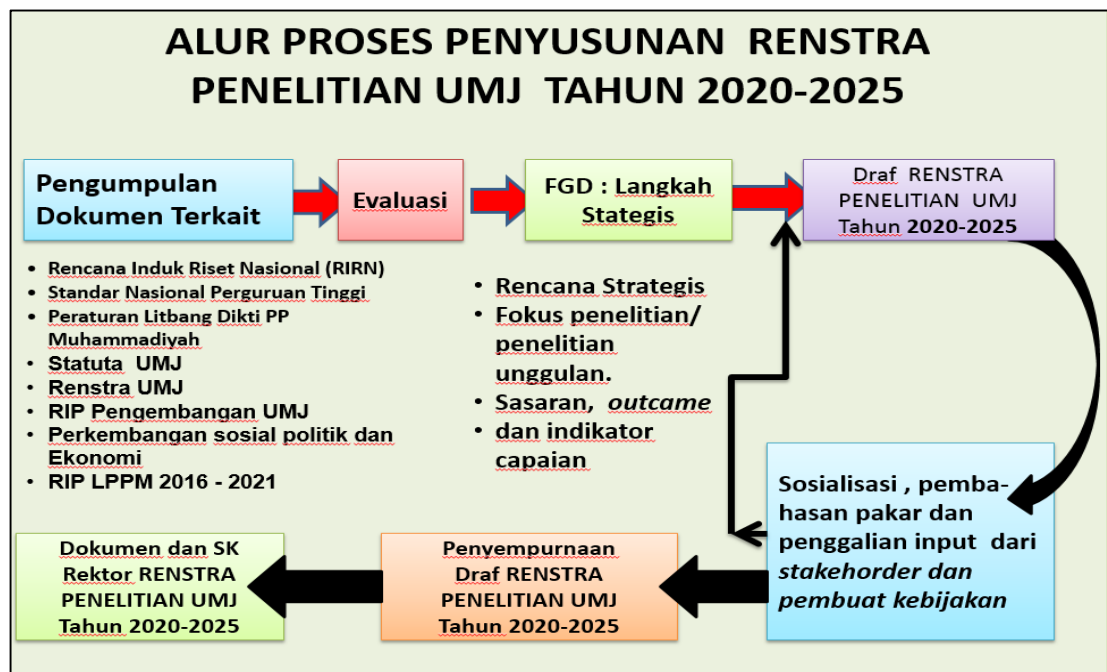 ALUR PROSES PENYUSUNAN RENSTRA
PENELITIAN UMJ TAHUN 2020-2025
Pengumpulan
Dokumen Terkait
Evaluasi
FGD : Langkah
Stategis
Draf RENSTRA
PENELITIAN UMJ
Tahun 2020-2025
• Rencana Induk Riset Nasional (RIRN)
• Standar Nasional Perguruan Tinggi
• Peraturan Litbang Dikti PP
Muhammadiyah
• Statuta UMJ
• Renstra UMJ
• RIP Pengembangan UMJ
• Perkembangan sosial politik dan
Ekonomi
• RIP LPPM 2016 - 2021
• Rencana Strategis
• Fokus penelitian/
penelitian
unggulan.
• Sasaran, outcame
• dan indikator
capaian
Sosialisasi , pemba-
hasan pakar dan
penggalian input dari
stakehorder dan
pembuat kebijakan
Penyempurnaan
Draf RENSTRA
PENELITIAN UMJ
Tahun 2020-2025
Dokumen dan SK
Rektor RENSTRA
PENELITIAN UMJ
Tahun 2020-2025